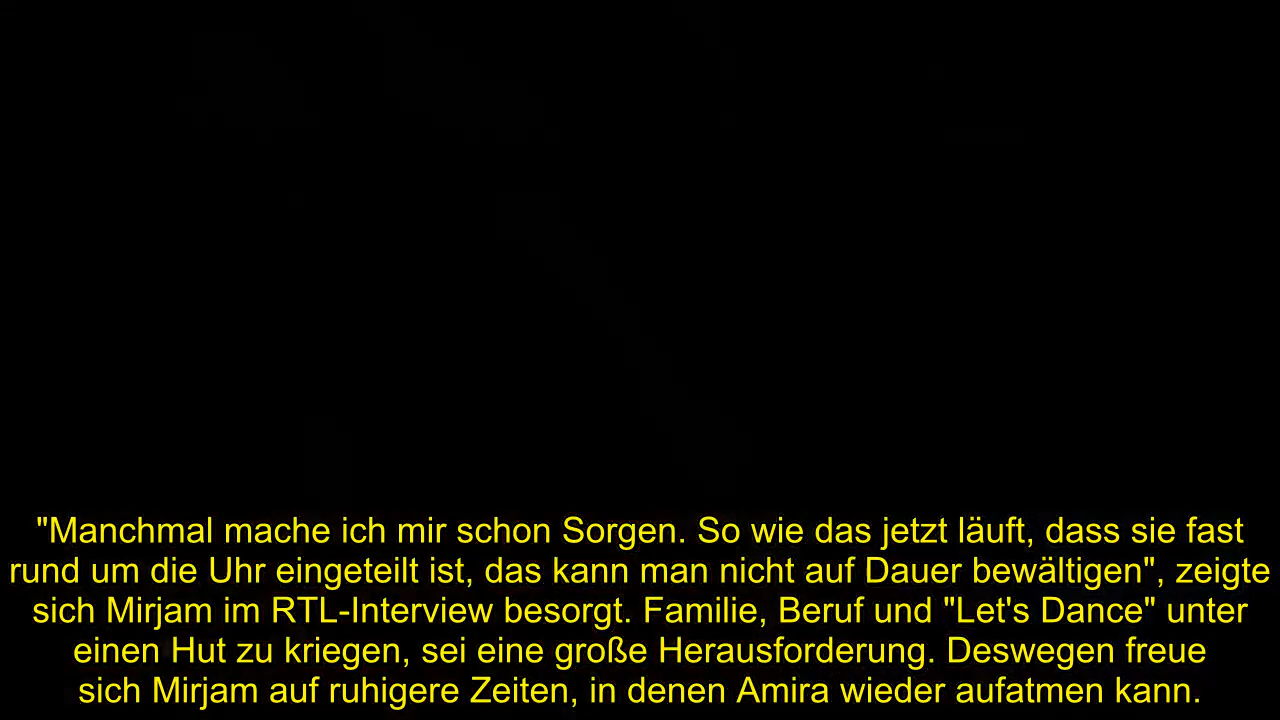 "Manchmal mache ich mir schon Sorgen. So wie das jetzt läuft, dass sie fast
rund um die Uhr eingeteilt ist, das kann man nicht auf Dauer bewältigen", zeigte
sich Mirjam im RTL-Interview besorgt. Familie, Beruf und "Let's Dance" unter
einen Hut zu kriegen, sei eine große Herausforderung. Deswegen freue
sich Mirjam auf ruhigere Zeiten, in denen Amira wieder aufatmen kann.